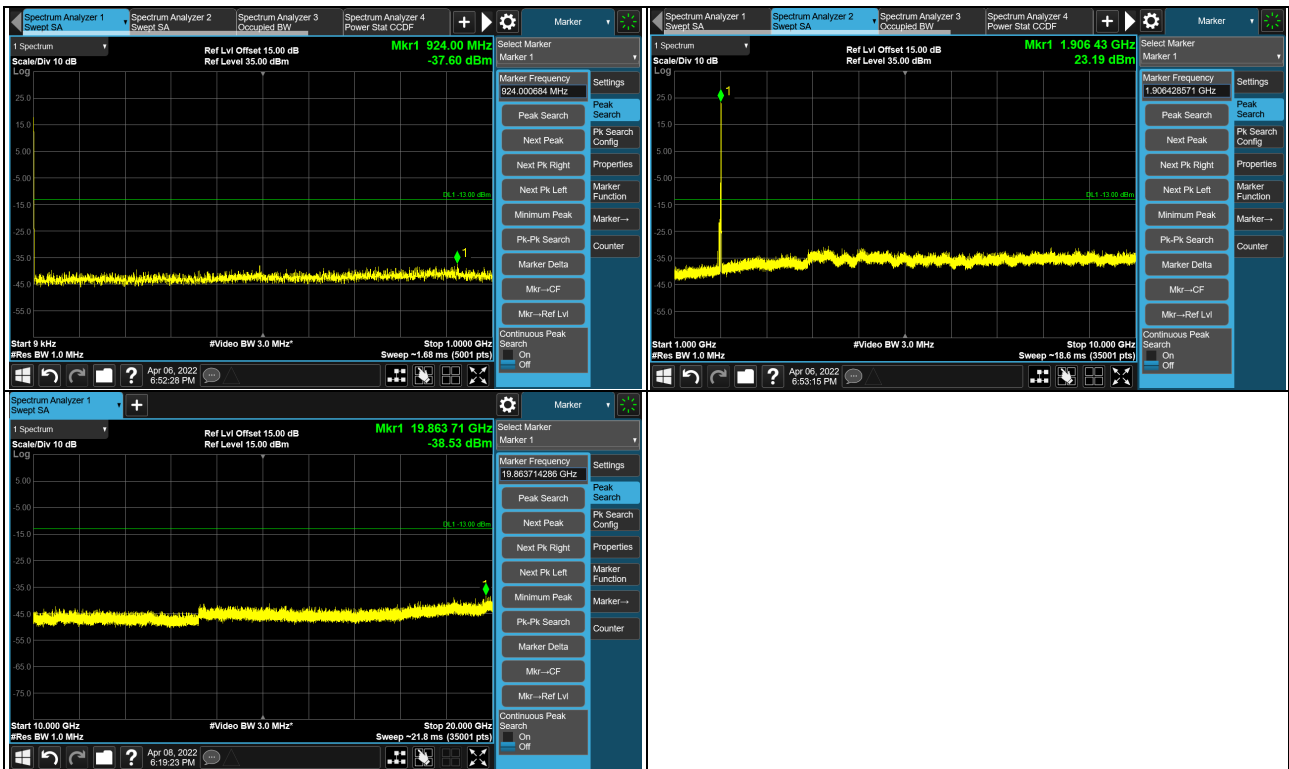 Spectrum Analyzer 1
Swept SA
Spectrum Analyzer 2
Swept SA
Spectrum Analyzer 3
Occupied BW
Spectrum Analyzer 4
Power Stat CCDF
+
Marker
1 Spectrum
Scale/Div 10 dB
Log
Ref Lvl Offset 15.00 dB
Ref Level 35.00 dBm
Mkr1 924.00 MHz
-37.60 dBm
25.0
15.0
5.00
-5.00
-15.0
-25.0
-35.0
-45.0
-55.0
DL1 -13.00 dBm
1
Start 9 kHz
#Res BW 1.0 MHz
#Video BW 3.0 MHz*
Stop 1.0000 GHz
Sweep ~1.68 ms (5001 pts)
Select Marker
Marker 1
Marker Frequency
924.000684 MHz
Peak Search
Next Peak
Next Pk Right
Next Pk Left
Minimum Peak
Pk-Pk Search
Marker Delta
Mkr→CF
Mkr→Ref Lvl
Continuous Peak
Search
On
Off
Settings
Peak
Search
Pk Search
Config
Properties
Marker
Function
Marker→
Counter
?
Apr 06, 2022
6:52:28 PM
Spectrum Analyzer 1
Swept SA
Spectrum Analyzer 2
Swept SA
Spectrum Analyzer 3
Occupied BW
Spectrum Analyzer 4
Power Stat CCDF
+
Marker
1 Spectrum
Scale/Div 10 dB
Log
Ref Lvl Offset 15.00 dB
Ref Level 35.00 dBm
Mkr1 1.906 43 GHz
23.19 dBm
25.0
15.0
5.00
-5.00
-15.0
-25.0
-35.0
-45.0
-55.0
DL1 -13.00 dBm
1
Start 1.000 GHz
#Res BW 1.0 MHz
#Video BW 3.0 MHz*
Stop 10.000 GHz
Sweep ~18.6 ms (35001 pts)
Select Marker
Marker 1
Marker Frequency
1.906428571 GHz
Peak Search
Next Peak
Next Pk Right
Next Pk Left
Minimum Peak
Pk-Pk Search
Marker Delta
Mkr→CF
Mkr→Ref Lvl
Continuous Peak
Search
On
Off
Settings
Peak
Search
Pk Search
Config
Properties
Marker
Function
Marker→
Counter
?
Apr 06, 2022
6:53:15 PM
Spectrum Analyzer 1
Swept SA
+
Marker
1 Spectrum
Scale/Div 10 dB
Log
Ref Lvl Offset 15.00 dB
Ref Level 15.00 dBm
Mkr1 19.863 71 GHz
-38.53 dBm
5.00
-5.00
-15.0
-25.0
-35.0
-45.0
-55.0
-65.0
-75.0
DL1 -13.00 dBm
1
Start 10.000 GHz
#Res BW 1.0 MHz
#Video BW 3.0 MHz*
Stop 20.000 GHz
Sweep ~21.8 ms (35001 pts)
Select Marker
Marker 1
Marker Frequency
19.863714286 GHz
Peak Search
Next Peak
Next Pk Right
Next Pk Left
Minimum Peak
Pk-Pk Search
Marker Delta
Mkr→CF
Mkr→Ref Lvl
Continuous Peak
Search
On
Off
Settings
Peak
Search
Pk Search
Config
Properties
Marker
Function
Marker→
Counter
?
Apr 08, 2022
6:19:23 PM